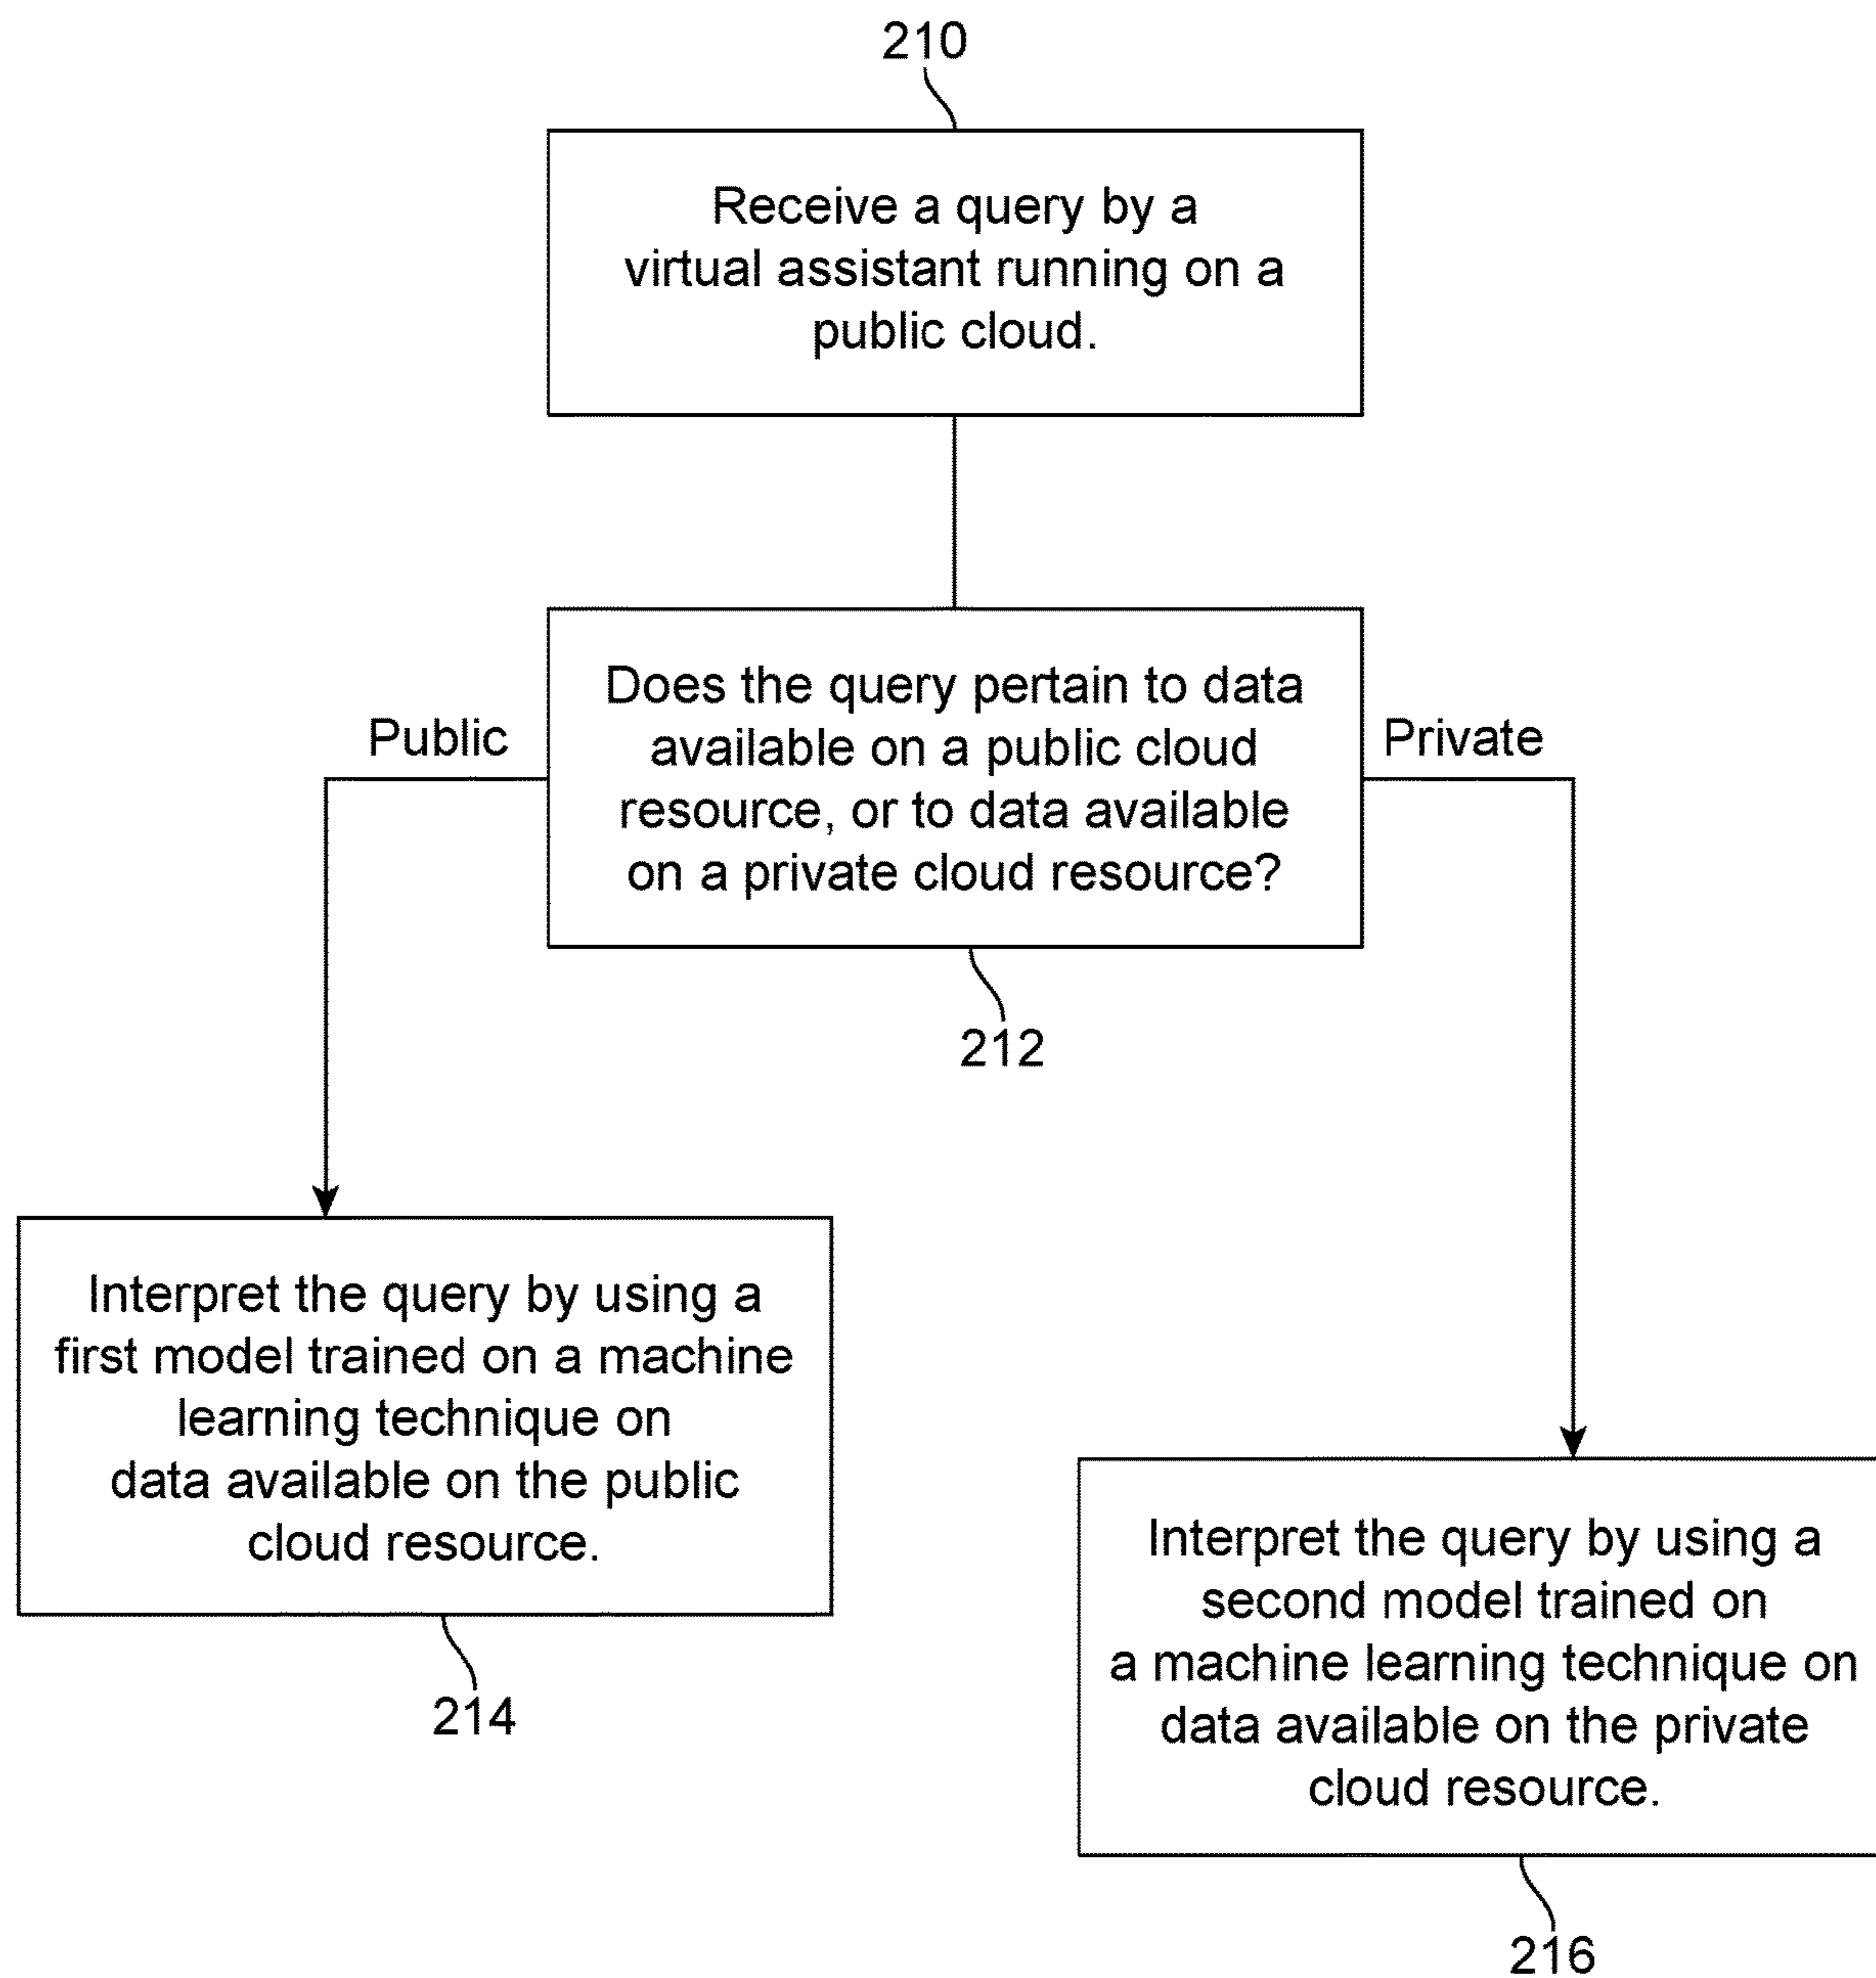 210
Receive a query by a
virtual assistant running on a
public cloud.
Does the query pertain to data
available on a public cloud
resource, or to data available
on a private cloud resource?
Public
Private
212
Interpret the query by using a
first model trained on a machine
learning technique on
data available on the public
cloud resource.
214
Interpret the query by using a
second model trained on
a machine learning technique on
data available on the private
cloud resource.
216